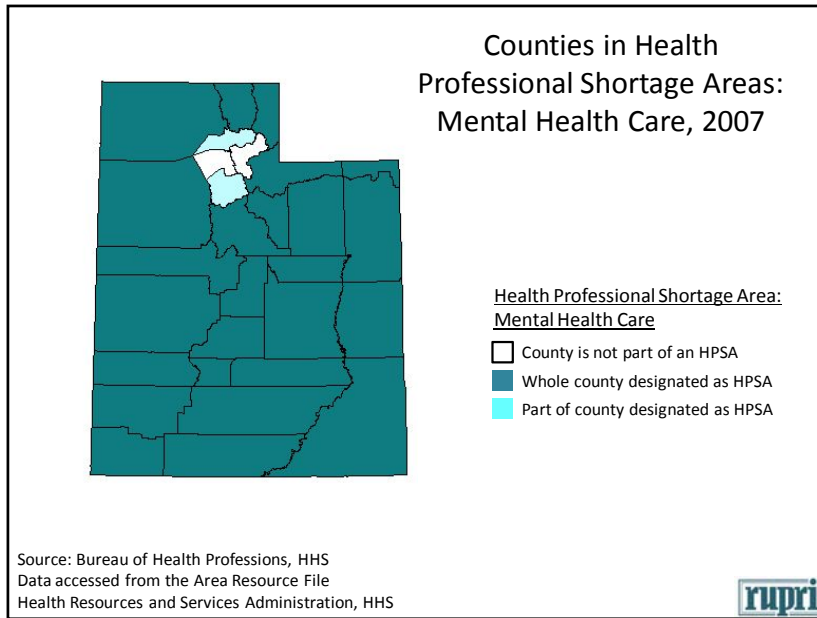 Counties in Health
Professional Shortage Areas:
Mental Health Care, 2007
Health Professional Shortage Area:
Mental Health Care
County is not part of an HPSA
Whole county designated as HPSA
Part of county designated as HPSA
Source: Bureau of Health Professions, HHS
Data accessed from the Area Resource File
Health Resources and Services Administration, HHS
rupri